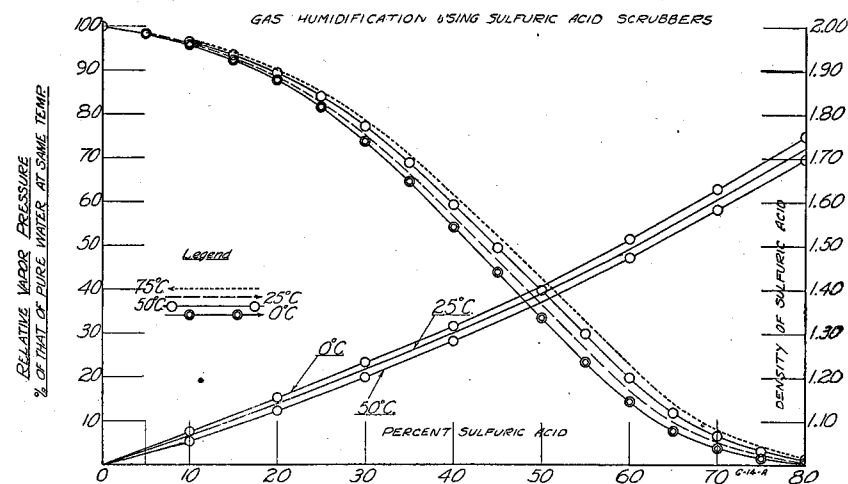 GAS HUMIDIFICATION USING SULFURIC ACID SCRUBBERS
RELATIVE VAPOR PRESSURE
% OF THAT OF PURE WATER AT SAME TEMP.
100
90
80
70
60
50
40
30
20
10
2.00
1.90
1.80
1.70
1.60
1.50
1.40
1.30
1.20
1.10
DENSITY OF SULFURIC ACID
Legend
75°C
25°C
50°C
0°C
25°C
0°C
50°C
PERCENT SULFURIC ACID
0 10 20 30 40 50 60 70 80
G-14-A